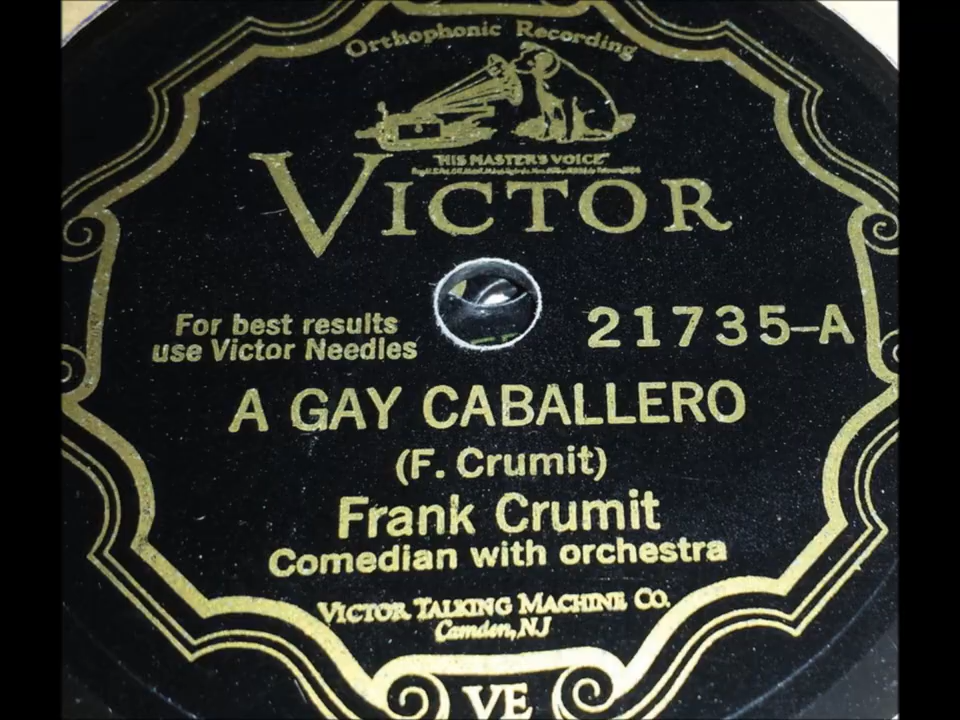 Orthophonic Recording
"HIS MASTER'S VOICE"
VICTOR
For best results
use Victor Needles
21735-A
A GAY CABALLERO
(F. Crumit)
Frank Crumit
Comedian with orchestra
VICTOR TALKING MACHINE CO.
Camden, NJ
VE